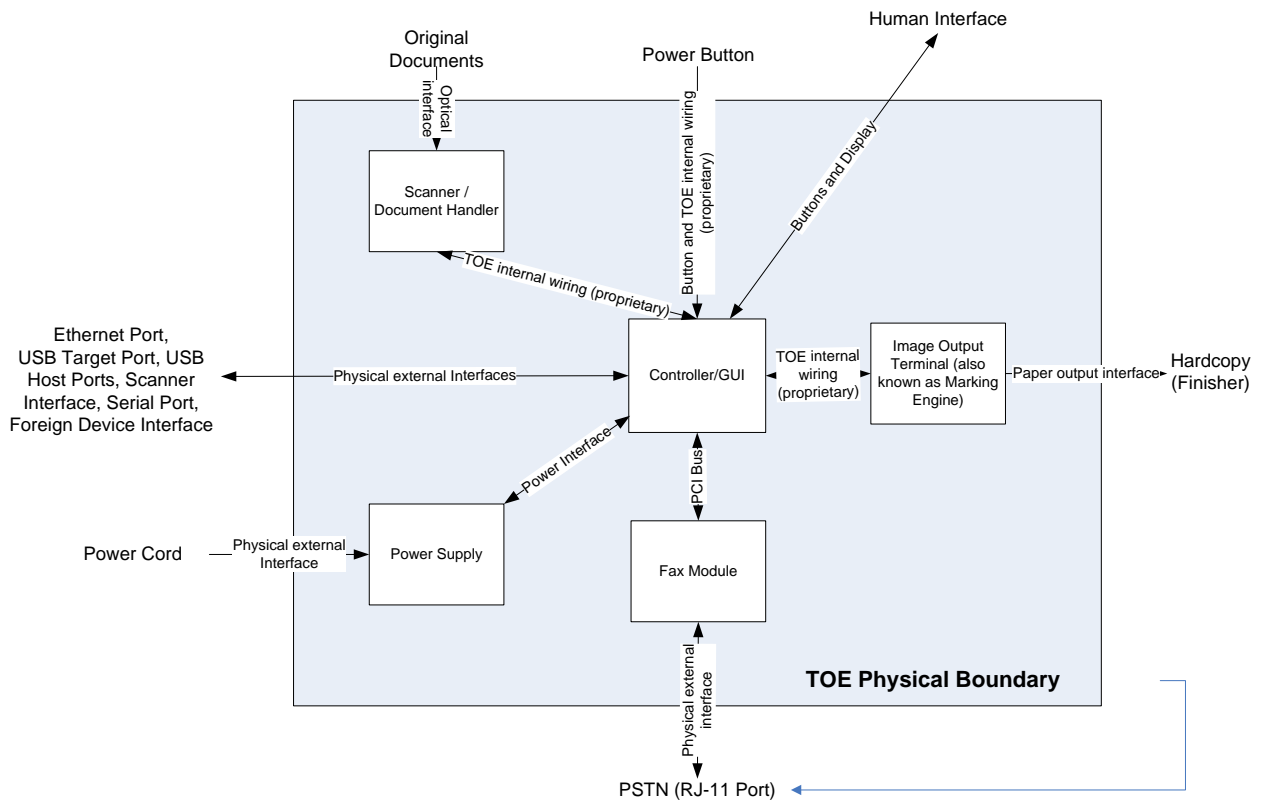 Human Interface
Original
Documents
Power Button
Optical
interface
Button and TOE internal wiring
(proprietary)
Buttons and Display
Scanner /
Document Handler
TOE internal wiring (proprietary)
Ethernet Port,
USB Target Port, USB
Host Ports, Scanner
Interface, Serial Port,
Foreign Device Interface
Physical external Interfaces
Controller/GUI
TOE internal
wiring
(proprietary)
Image Output
Terminal (also
known as Marking
Engine)
Paper output interface
Hardcopy
(Finisher)
Power Interface
PCI Bus
Power Cord
Physical external
Interface
Power Supply
Fax Module
Physical external
interface
TOE Physical Boundary
PSTN (RJ-11 Port)